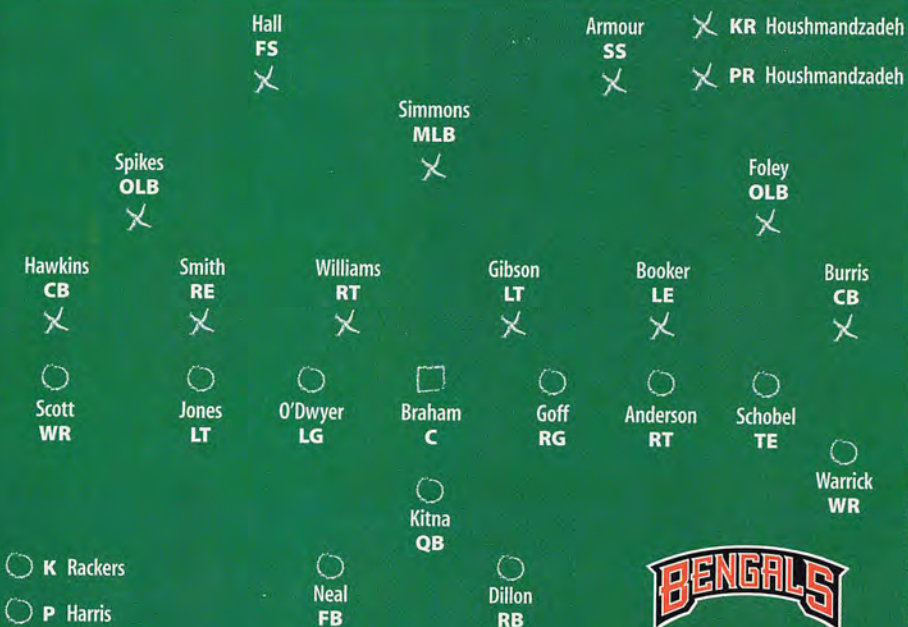 Hall
FS
Armour
SS
KR Houshmandzadeh
PR Houshmandzadeh
Simmons
MLB
Spikes
OLB
Foley
OLB
Hawkins
CB
Smith
RE
Williams
RT
Gibson
LT
Booker
LE
Burris
CB
Scott
WR
Jones
LT
O'Dwyer
LG
Braham
C
Goff
RG
Anderson
RT
Schobel
TE
Warrick
WR
Kitna
QB
K Rackers
P Harris
Neal
FB
Dillon
RB
BENGALS